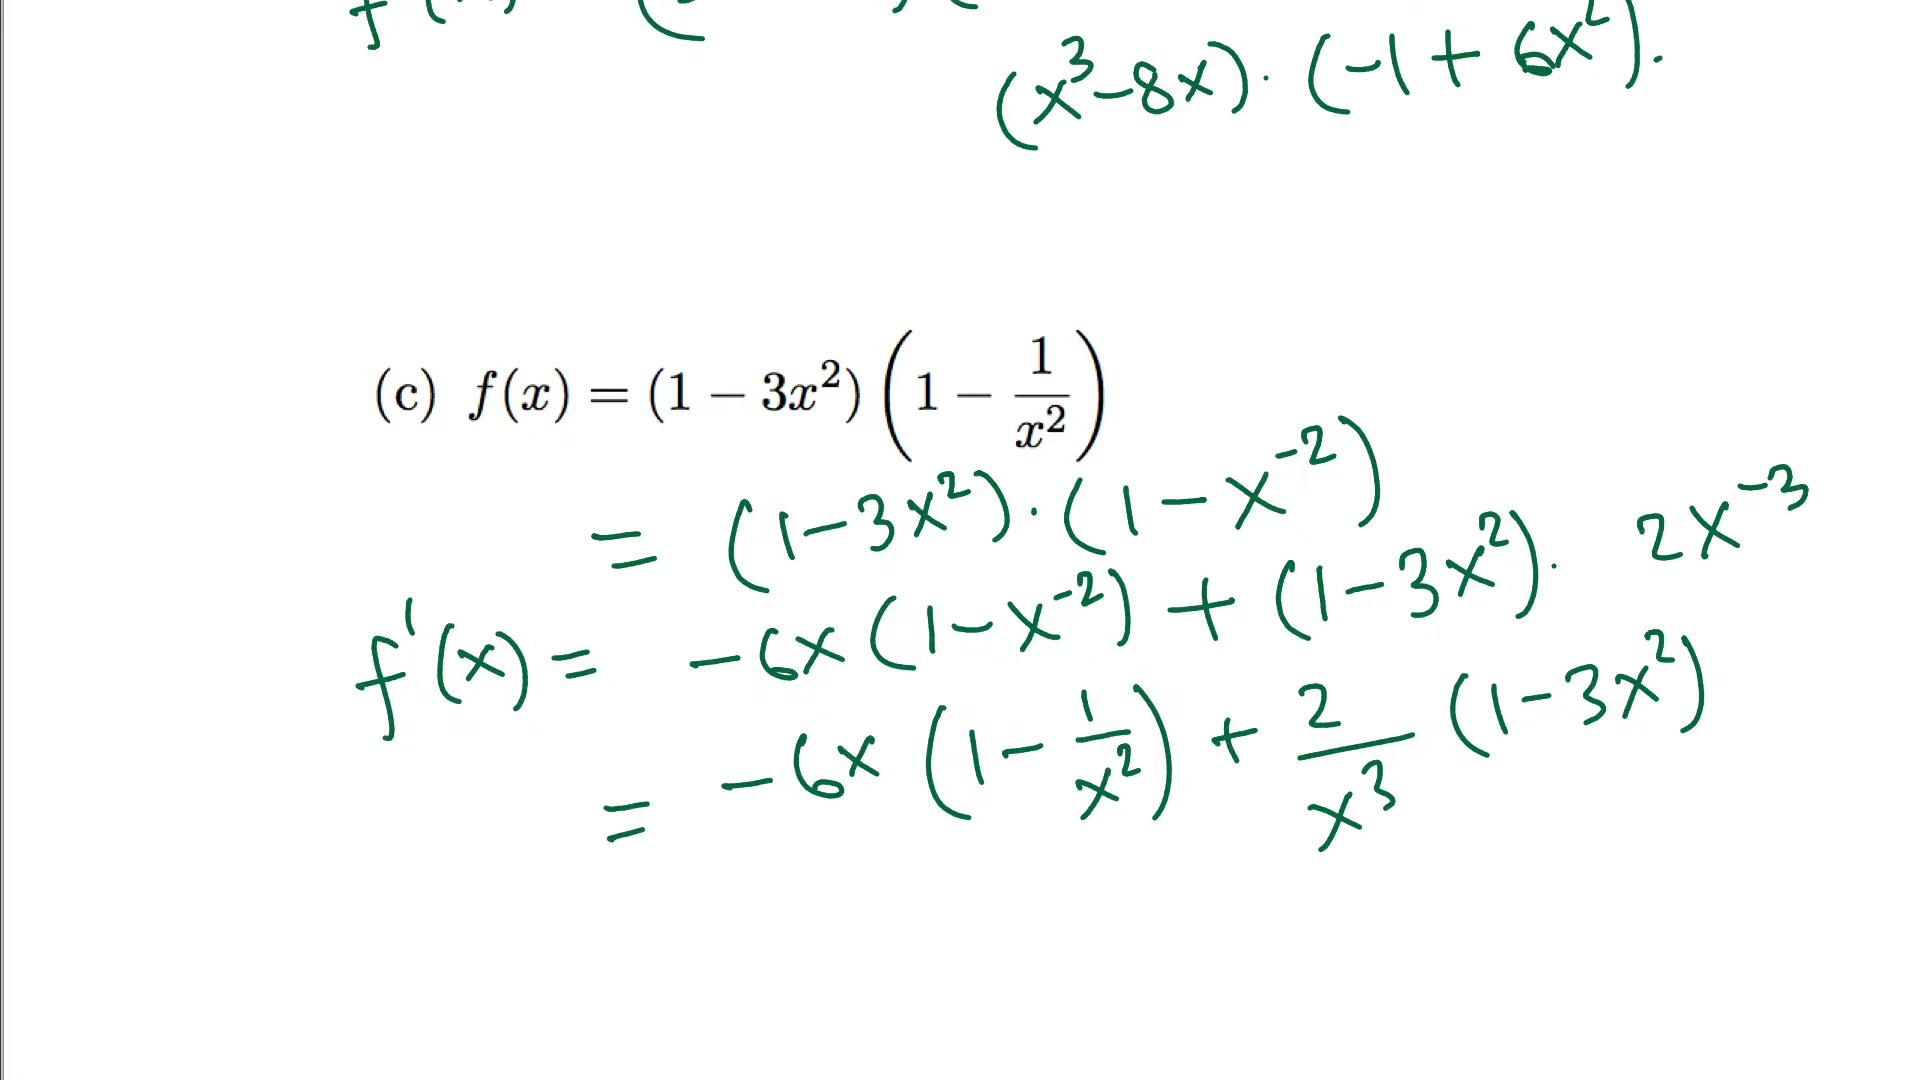 (x³-8x)·(-1+6x²).
(c) f(x) = (1 − 3x²)(1 − 1/x²)
= (1-3x²)·(1-x⁻²)
f'(x)= -6x(1-x⁻²)+(1-3x²)· 2x⁻³
= -6x(1-1/x²)+2/x³(1-3x²)